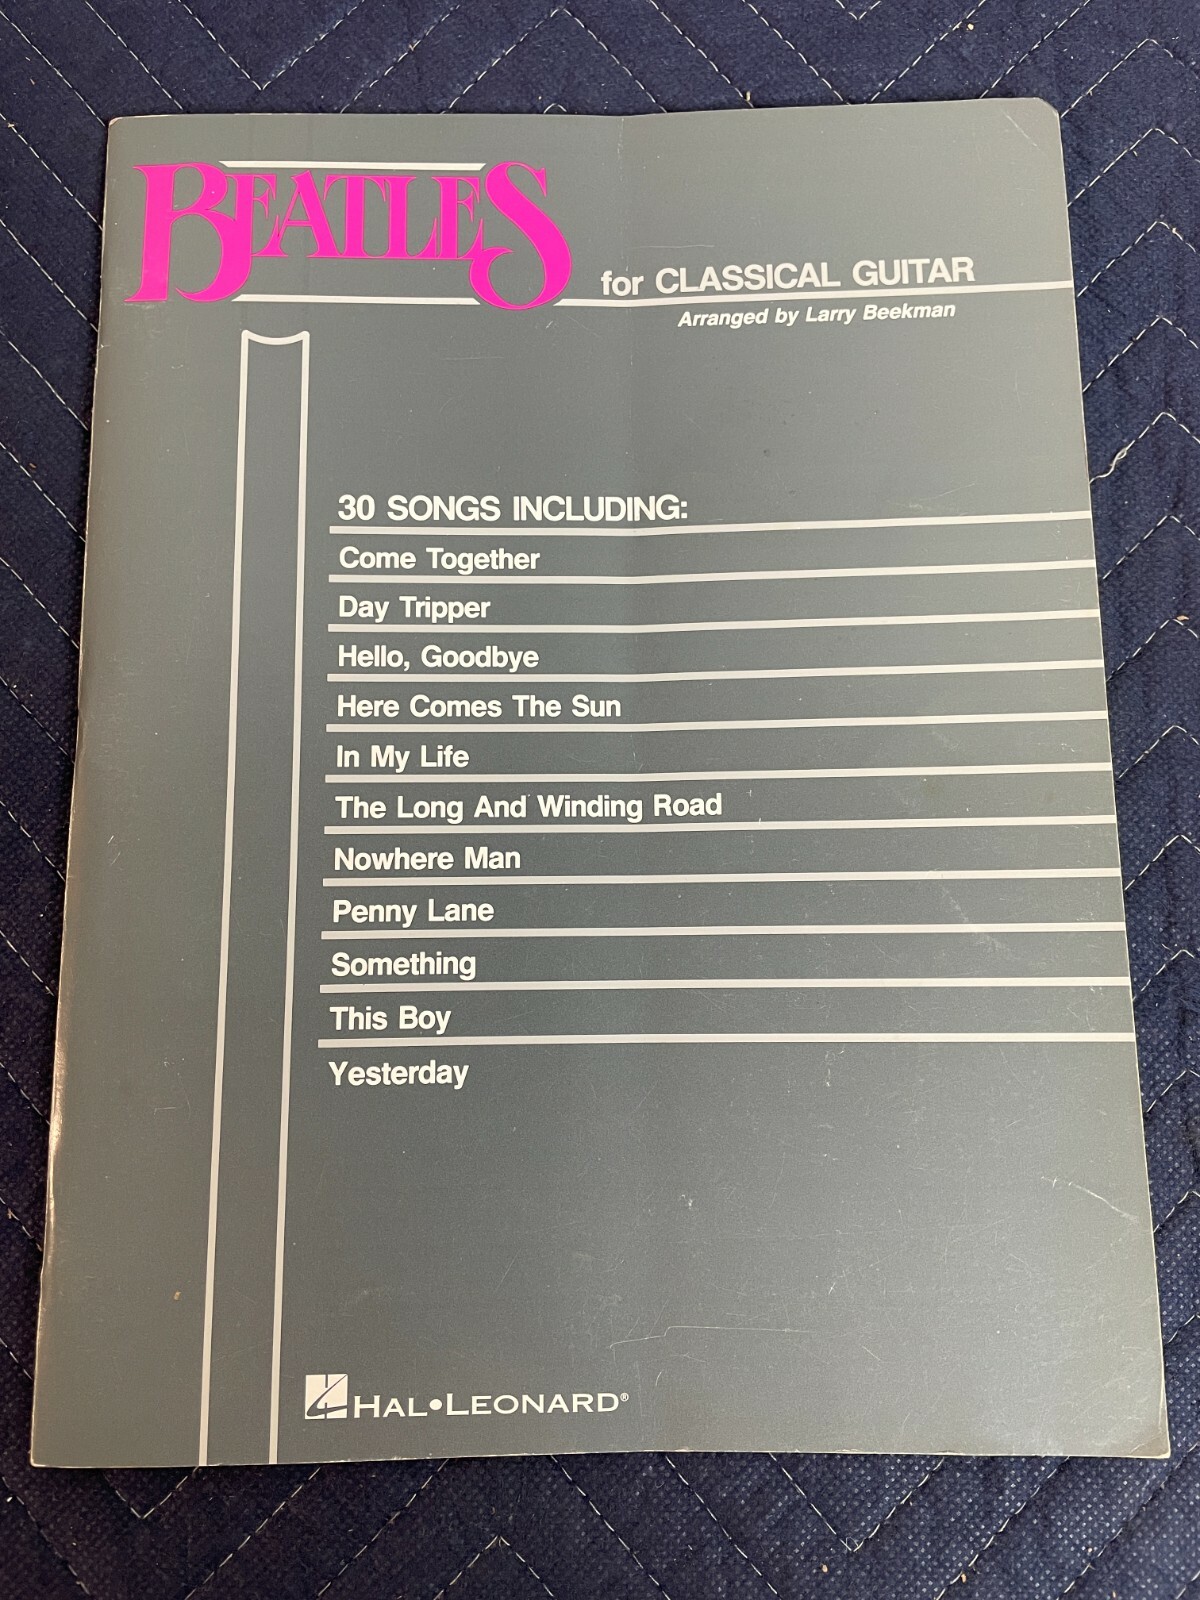 BEATLES
for CLASSICAL GUITAR
Arranged by Larry Beekman
30 SONGS INCLUDING:
Come Together
Day Tripper
Hello, Goodbye
Here Comes The Sun
In My Life
The Long And Winding Road
Nowhere Man
Penny Lane
Something
This Boy
Yesterday
HAL•LEONARD®